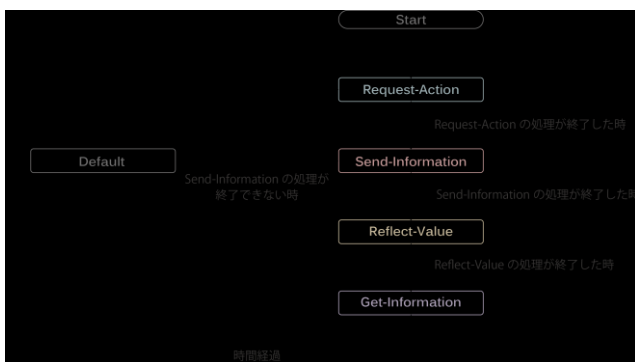 Start
Request-Action
Request-Action の処理が終了した時
Default
Send-Information
Send-Information の処理が
終了できない時
Send-Information の処理が終了した時
Reflect-Value
Reflect-Value の処理が終了した時
Get-Information
時間経過